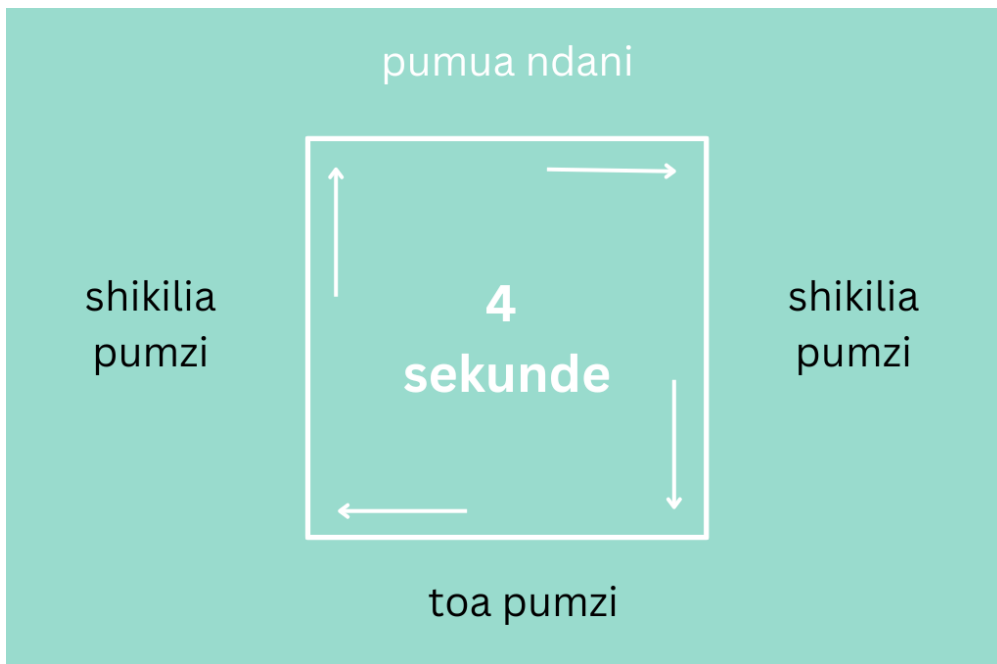 pumua ndani
shikilia
pumzi
4
sekunde
shikilia
pumzi
toa pumzi